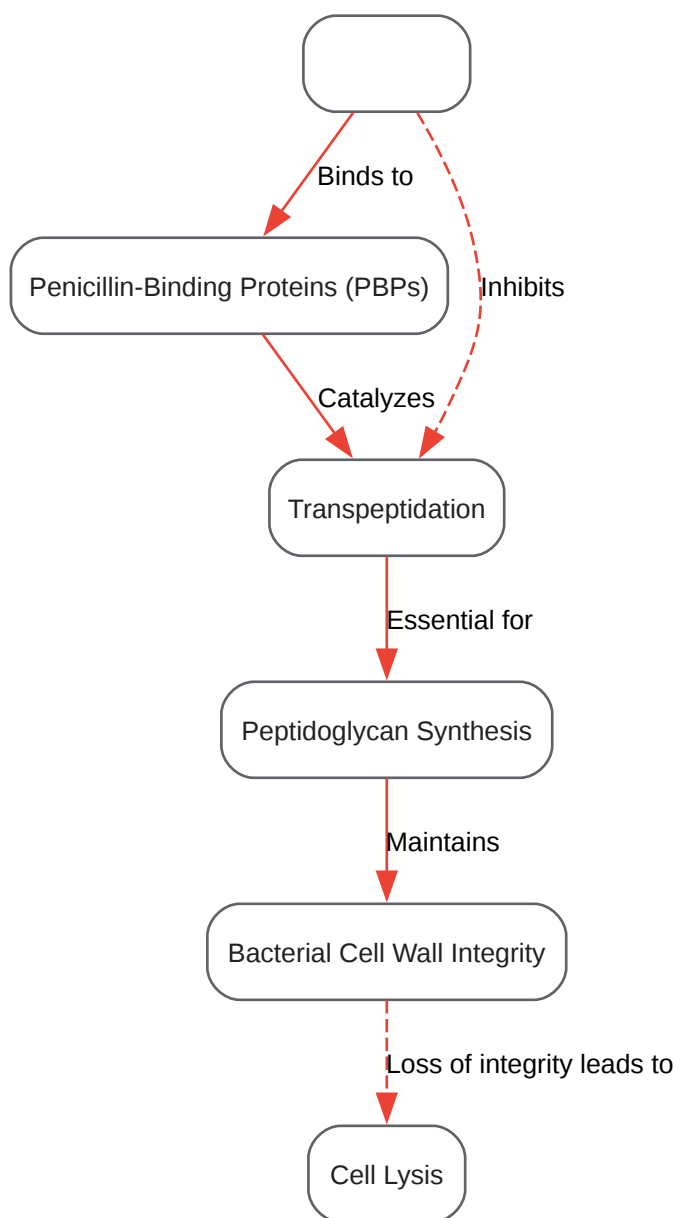 Binds to
Penicillin-Binding Proteins (PBPs)
Inhibits
Catalyzes
Transpeptidation
Essential for
Peptidoglycan Synthesis
Maintains
Bacterial Cell Wall Integrity
Loss of integrity leads to
Cell Lysis